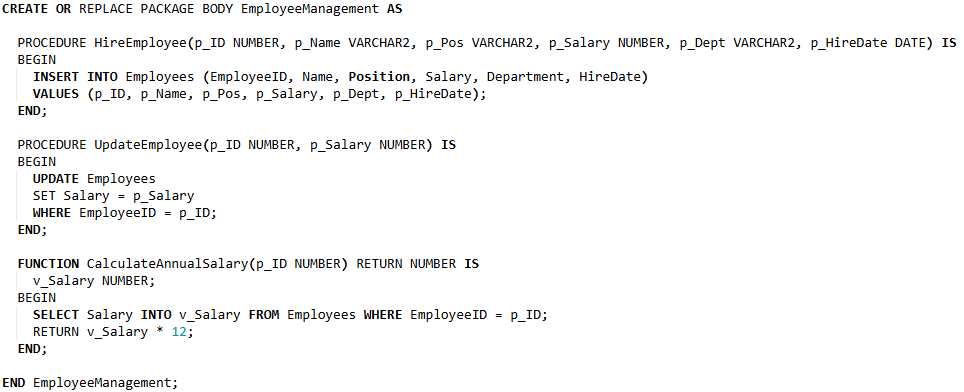 CREATE OR REPLACE PACKAGE BODY EmployeeManagement AS
PROCEDURE HireEmployee(p_ID NUMBER, p_Name VARCHAR2, p_Pos VARCHAR2, p_Salary NUMBER, p_Dept VARCHAR2, p_HireDate DATE) IS
BEGIN
INSERT INTO Employees (EmployeeID, Name, Position, Salary, Department, HireDate)
VALUES (p_ID, p_Name, p_Pos, p_Salary, p_Dept, p_HireDate);
END;
PROCEDURE UpdateEmployee(p_ID NUMBER, p_Salary NUMBER) IS
BEGIN
UPDATE Employees
SET Salary = p_Salary
WHERE EmployeeID = p_ID;
END;
FUNCTION CalculateAnnualSalary(p_ID NUMBER) RETURN NUMBER IS
v_Salary NUMBER;
BEGIN
SELECT Salary INTO v_Salary FROM Employees WHERE EmployeeID = p_ID;
RETURN v_Salary * 12;
END;
END EmployeeManagement;